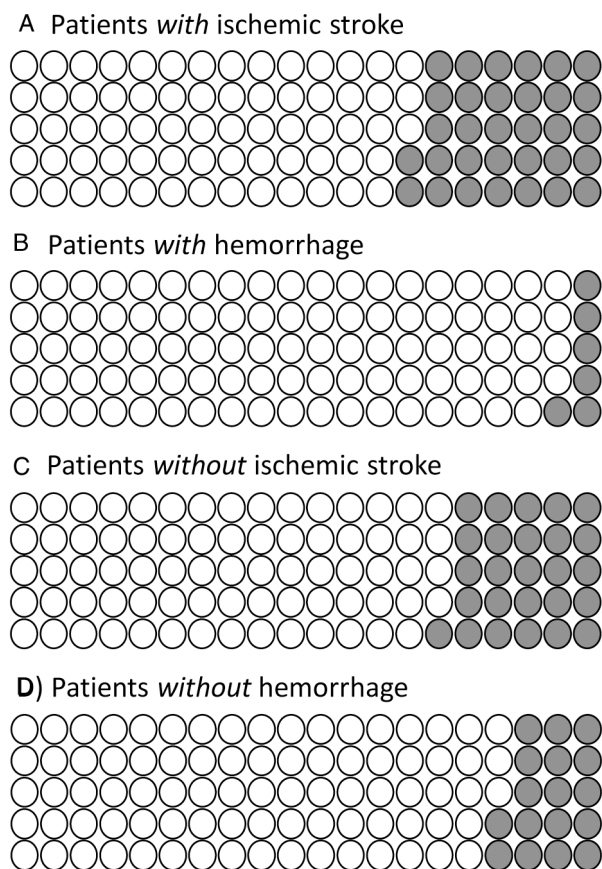 A Patients with ischemic stroke
B Patients with hemorrhage
C Patients without ischemic stroke
D) Patients without hemorrhage